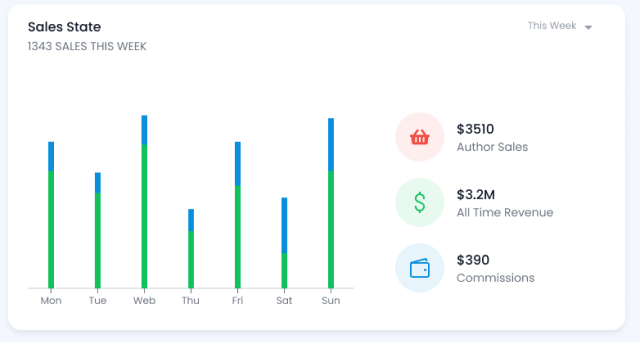 Sales State
This Week
1343 SALES THIS WEEK
$3510
Author Sales
$
$3.2M
All Time Revenue
$390
Commissions
Mon Tue Web Thu Fri Sat Sun